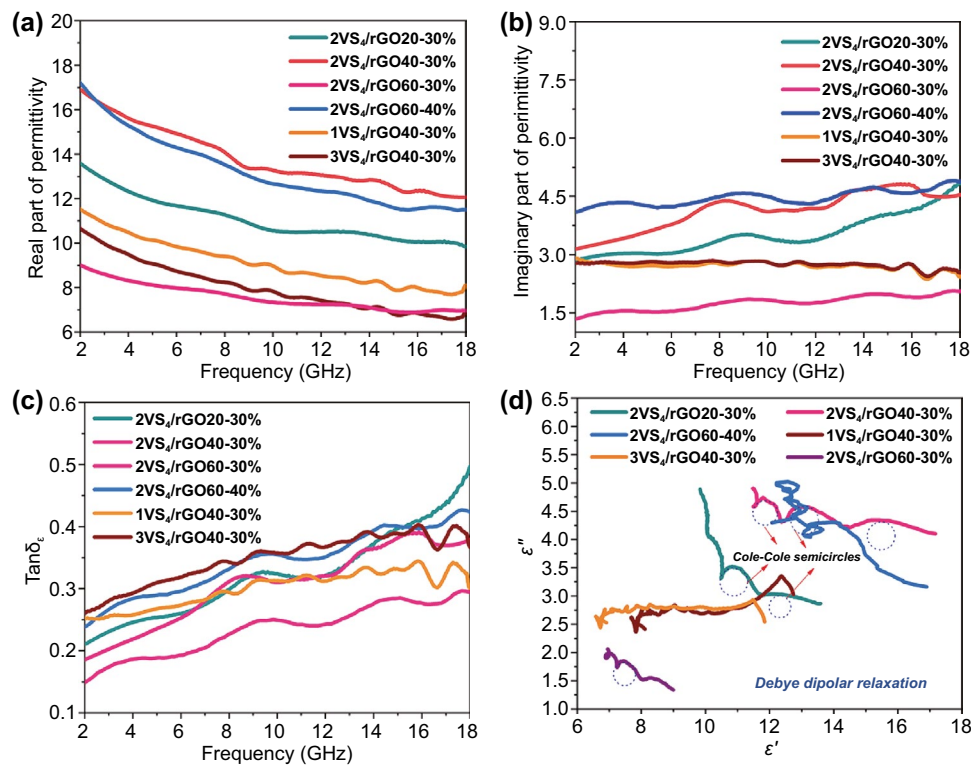 (a)
20
18
16
14
12
10
8
6
Real part of permittivity
2VS₄/rGO20-30%
2VS₄/rGO40-30%
2VS₄/rGO60-30%
2VS₄/rGO60-40%
1VS₄/rGO40-30%
3VS₄/rGO40-30%
2 4 6 8 10 12 14 16 18
Frequency (GHz)
(b)
9.0
7.5
6.0
4.5
3.0
1.5
Imaginary part of perimittivity
2VS₄/rGO20-30%
2VS₄/rGO40-30%
2VS₄/rGO60-30%
2VS₄/rGO60-40%
1VS₄/rGO40-30%
3VS₄/rGO40-30%
2 4 6 8 10 12 14 16 18
Frequency (GHz)
(c)
0.6
0.5
0.4
0.3
0.2
0.1
Tanδε
2VS₄/rGO20-30%
2VS₄/rGO40-30%
2VS₄/rGO60-30%
2VS₄/rGO60-40%
1VS₄/rGO40-30%
3VS₄/rGO40-30%
2 4 6 8 10 12 14 16 18
Frequency (GHz)
(d)
6.5
6.0
5.5
5.0
4.5
4.0
3.5
3.0
2.5
2.0
1.5
1.0
ε″
2VS₄/rGO20-30% 2VS₄/rGO40-30%
2VS₄/rGO60-40% 1VS₄/rGO40-30%
3VS₄/rGO40-30% 2VS₄/rGO60-30%
Cole-Cole semicircles
Debye dipolar relaxation
6 8 10 12 14 16 18
ε′